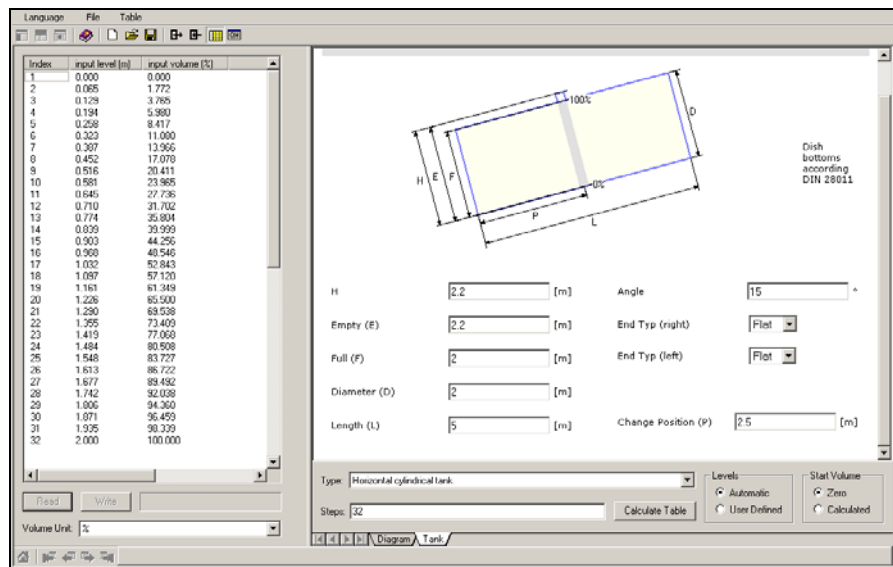 Language File Table
Index input level [m] input volume [%]
1 0.000 0.000
2 0.065 1.772
3 0.129 3.765
4 0.194 5.980
5 0.258 8.417
6 0.323 11.080
7 0.387 13.966
8 0.452 17.078
9 0.516 20.411
10 0.581 23.965
11 0.645 27.736
12 0.710 31.702
13 0.774 35.804
14 0.839 39.999
15 0.903 44.256
16 0.968 48.546
17 1.032 52.843
18 1.097 57.120
19 1.161 61.349
20 1.226 65.500
21 1.290 69.538
22 1.355 73.409
23 1.419 77.068
24 1.484 80.508
25 1.548 83.727
26 1.613 86.722
27 1.677 89.492
28 1.742 92.038
29 1.806 94.360
30 1.871 96.459
31 1.935 98.339
32 2.000 100.000
Read Write
Volume Unit: %
100%
D
H E F
0%
P
L
Dish
bottoms
according
DIN 28011
H 2.2 [m] Angle 15 °
Empty (E) 2.2 [m] End Typ (right) Flat
Full (F) 2 [m] End Typ (left) Flat
Diameter (D) 2 [m]
Length (L) 5 [m] Change Position (P) 2.5 [m]
Type: Horizontal cylindrical tank
Steps: 32 Calculate Table
Levels
Automatic
User Defined
Start Volume
Zero
Calculated
Diagram Tank